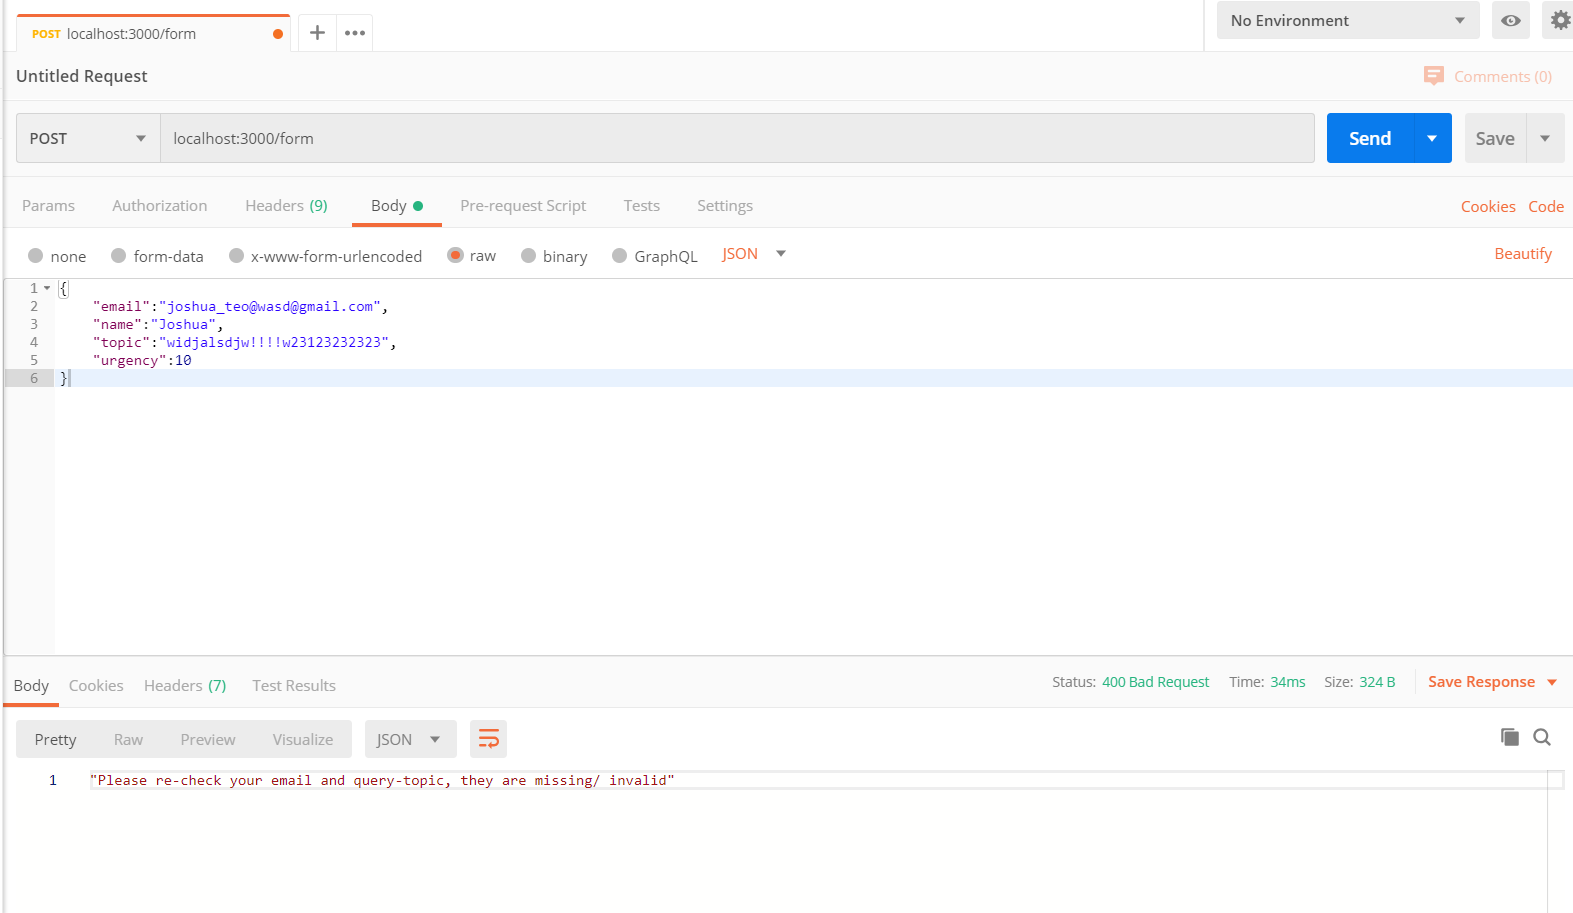 POST localhost:3000/form
No Environment
Untitled Request
Comments (0)
POST localhost:3000/form Send Save
Params Authorization Headers (9) Body Pre-request Script Tests Settings Cookies Code
none form-data x-www-form-urlencoded raw binary GraphQL JSON Beautify
1 {
2 "email":"joshua_teo@wasd@gmail.com",
3 "name":"Joshua",
4 "topic":"widjalsdjw!!!!w23123232323",
5 "urgency":10
6 }
Body Cookies Headers (7) Test Results Status: 400 Bad Request Time: 34ms Size: 324 B Save Response
Pretty Raw Preview Visualize JSON
1 "Please re-check your email and query-topic, they are missing/ invalid"